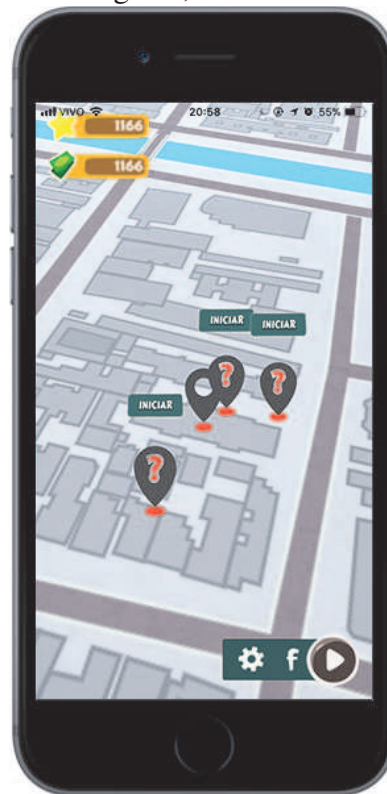 VIVO 20:58 55%
1166
1166
INICIAR INICIAR
? ?
INICIAR
?
f